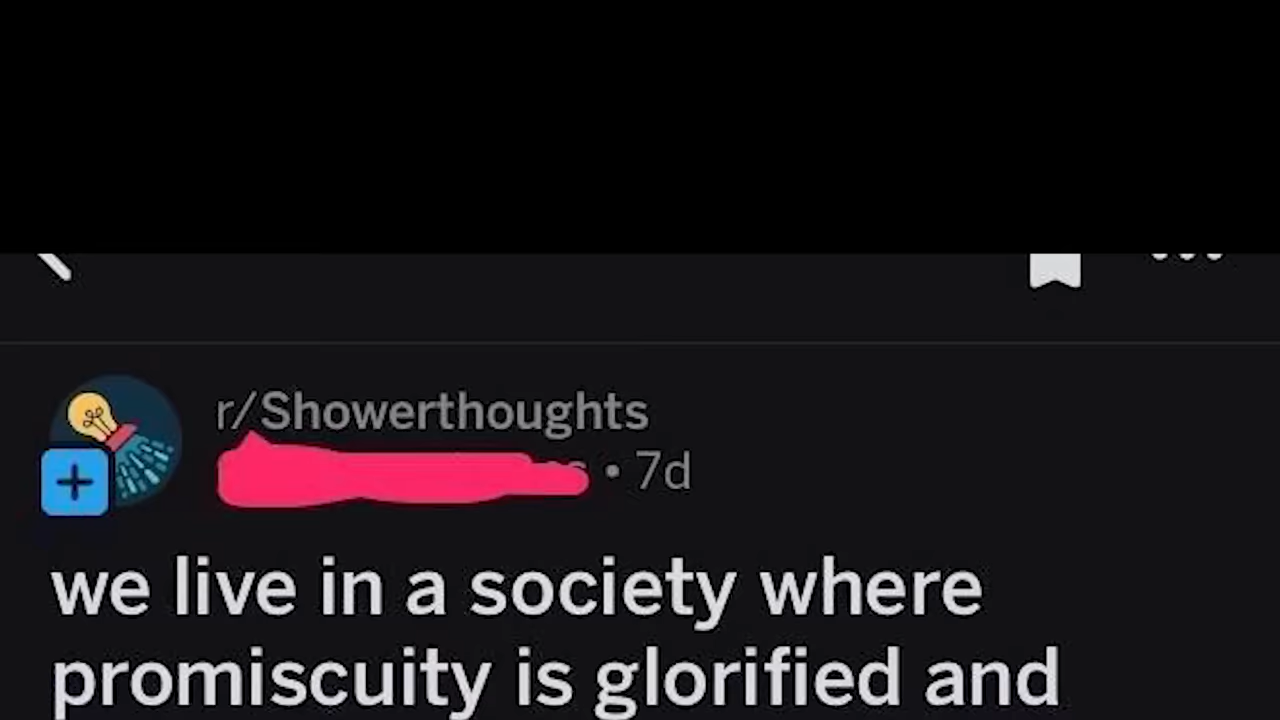 r/Showerthoughts
• 7d
we live in a society where
promiscuity is glorified and